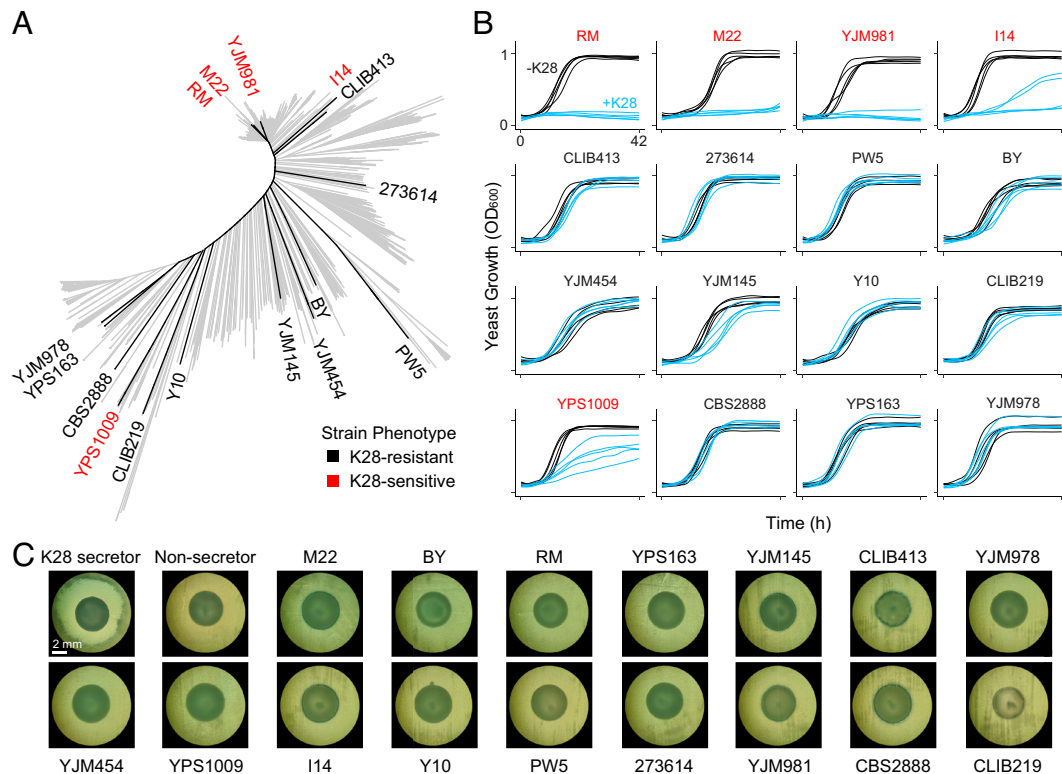 A
YJM981
M22
RM
I14
CLIB413
273614
PW5
YJM454
BY
YJM145
Y10
CLIB219
YPS1009
CBS2888
YPS163
YJM978
Strain Phenotype
K28-resistant
K28-sensitive
B
RM M22 YJM981 I14
1
-K28
+K28
0
0 42
CLIB413 273614 PW5 BY
YJM454 YJM145 Y10 CLIB219
YPS1009 CBS2888 YPS163 YJM978
Yeast Growth (OD600)
Time (h)
C
K28 secretor Non-secretor M22 BY RM YPS163 YJM145 CLIB413 YJM978
2 mm
YJM454 YPS1009 I14 Y10 PW5 273614 YJM981 CBS2888 CLIB219